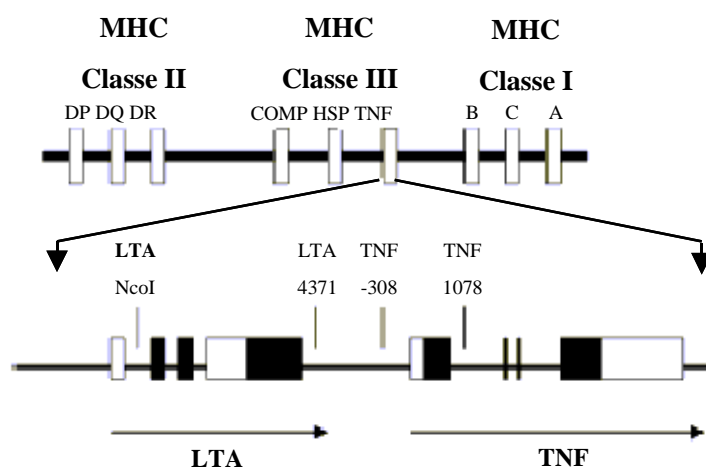 MHC MHC MHC
Classe II Classe III Classe I
DP DQ DR COMP HSP TNF B C A
LTA LTA TNF TNF
NcoI 4371 -308 1078
LTA TNF